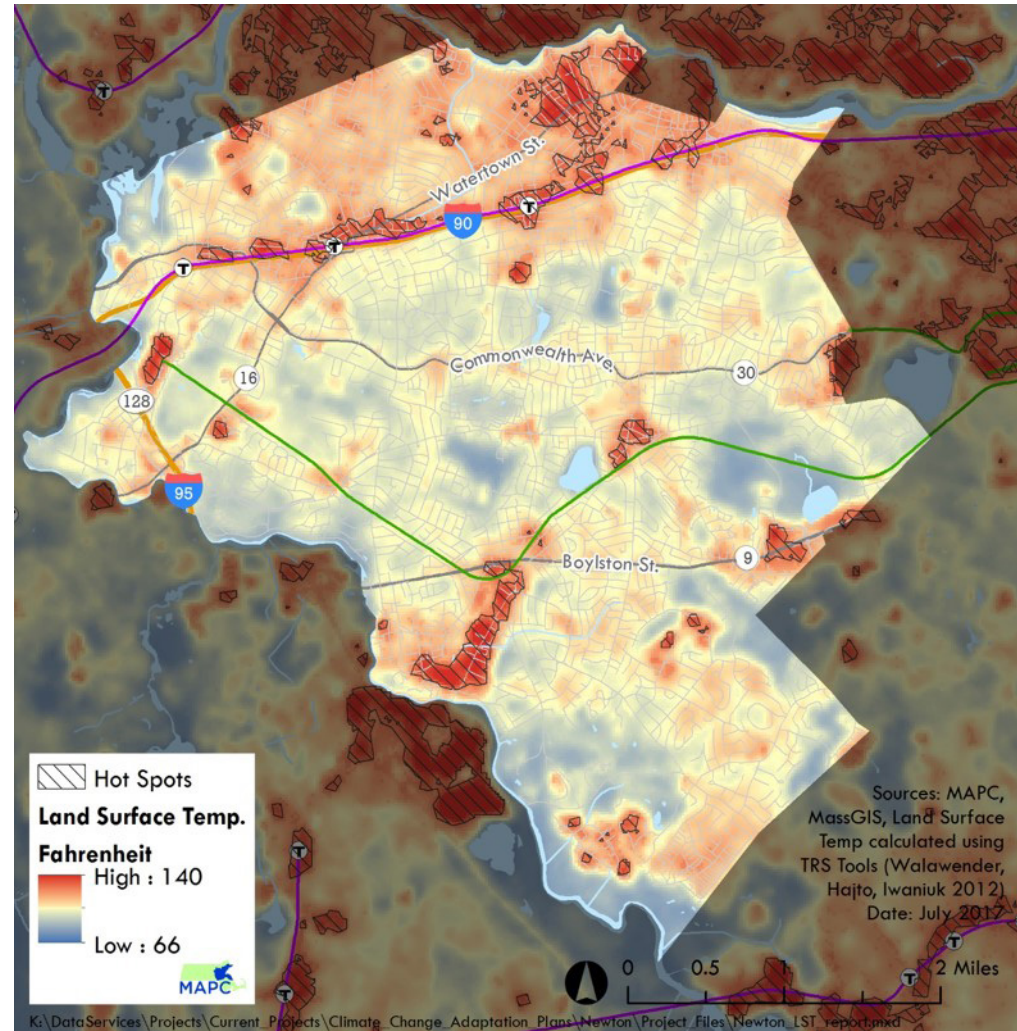 T
Watertown St.
T
90
T
T
Commonwealth Ave.
30
16
128
95
9
Boylston St.
Hot Spots
Land Surface Temp.
Fahrenheit
High : 140
Low : 66
MAPC
Sources: MAPC,
MassGIS, Land Surface
Temp calculated using
TRS Tools (Walawender,
Hajto, Iwaniuk 2012)
Date: July 2017
T
T
T
T
0 0.5 1 2 Miles
K:\DataServices\Projects\Current_Projects\Climate_Change_Adaptation_Plans\Newton\Project_Files\Newton_LST_report.mxd